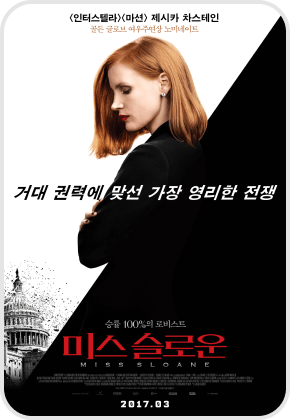 <인터스텔라><마션> 제시카 차스테인
골든 글로브 여우주연상 노미네이트
거대 권력에 맞선 가장 영리한 전쟁
승률 100%의 로비스트
미스 슬로운
MISS SLOANE
2017.03